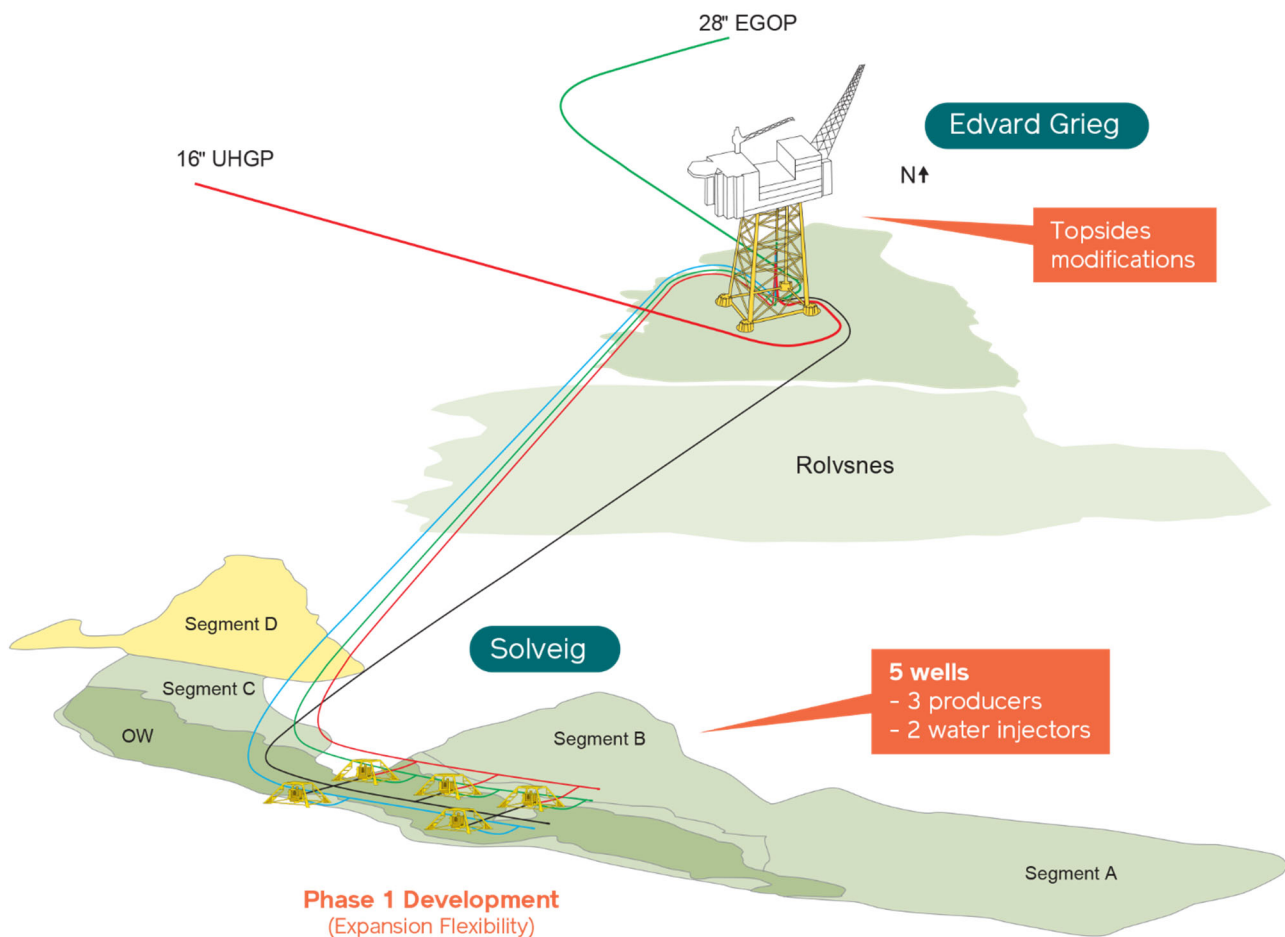 28" EGOP
Edvard Grieg
16" UHGP
N
Topsides
modifications
Rolvsnes
Segment D
Solveig
Segment C
5 wells
- 3 producers
- 2 water injectors
OW
Segment B
Segment A
Phase 1 Development
(Expansion Flexibility)